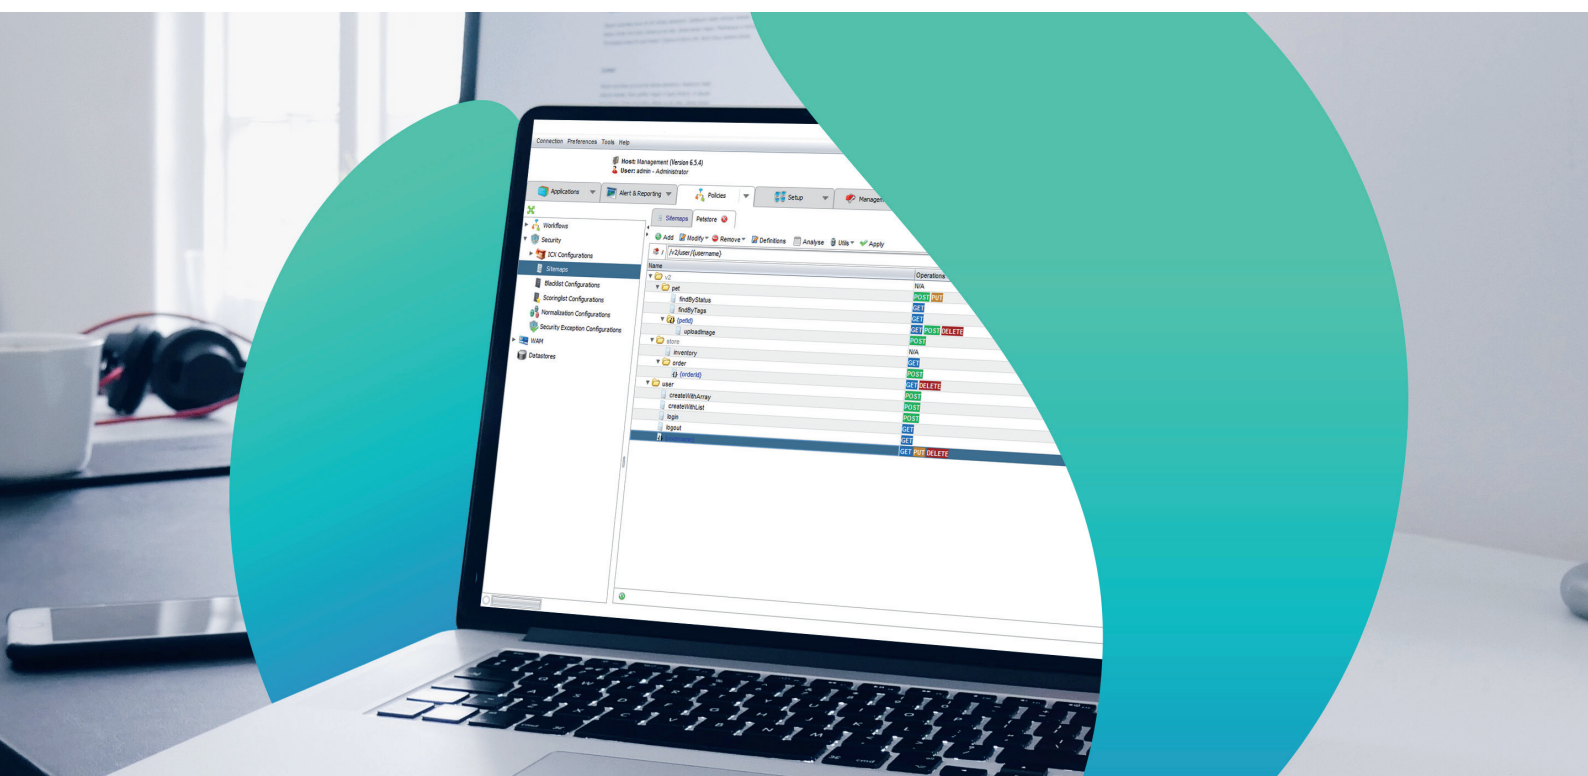 Connection Preferences Tools Help
Host: Management (Version 6.5.4)
User: admin - Administrator
Applications Alert & Reporting Policies Setup
Sitemaps Petstore
Workflows
Security
ICX Configurations
Sitemaps
Blacklist Configurations
Scoringlist Configurations
Normalization Configurations
Security Exception Configurations
WAM
Datastores
Add Modify Remove Definitions Analyse Utils Apply
/ /v2/user/{username}
Name Operations
v2 N/A
pet POST PUT
findByStatus GET
findByTags GET
{petId} GET POST DELETE
uploadImage POST
store N/A
inventory GET
order POST
{} {orderId} GET DELETE
user POST
createWithArray POST
createWithList POST
login GET
logout GET
GET PUT DELETE